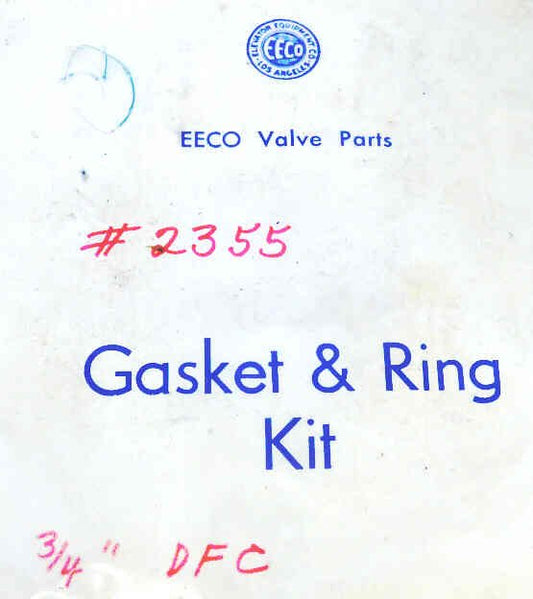 ELEVATOR EQUIPMENT CO.
EECO
LOS ANGELES
EECO Valve Parts
# 2355
Gasket & Ring
Kit
3/4 " DFC